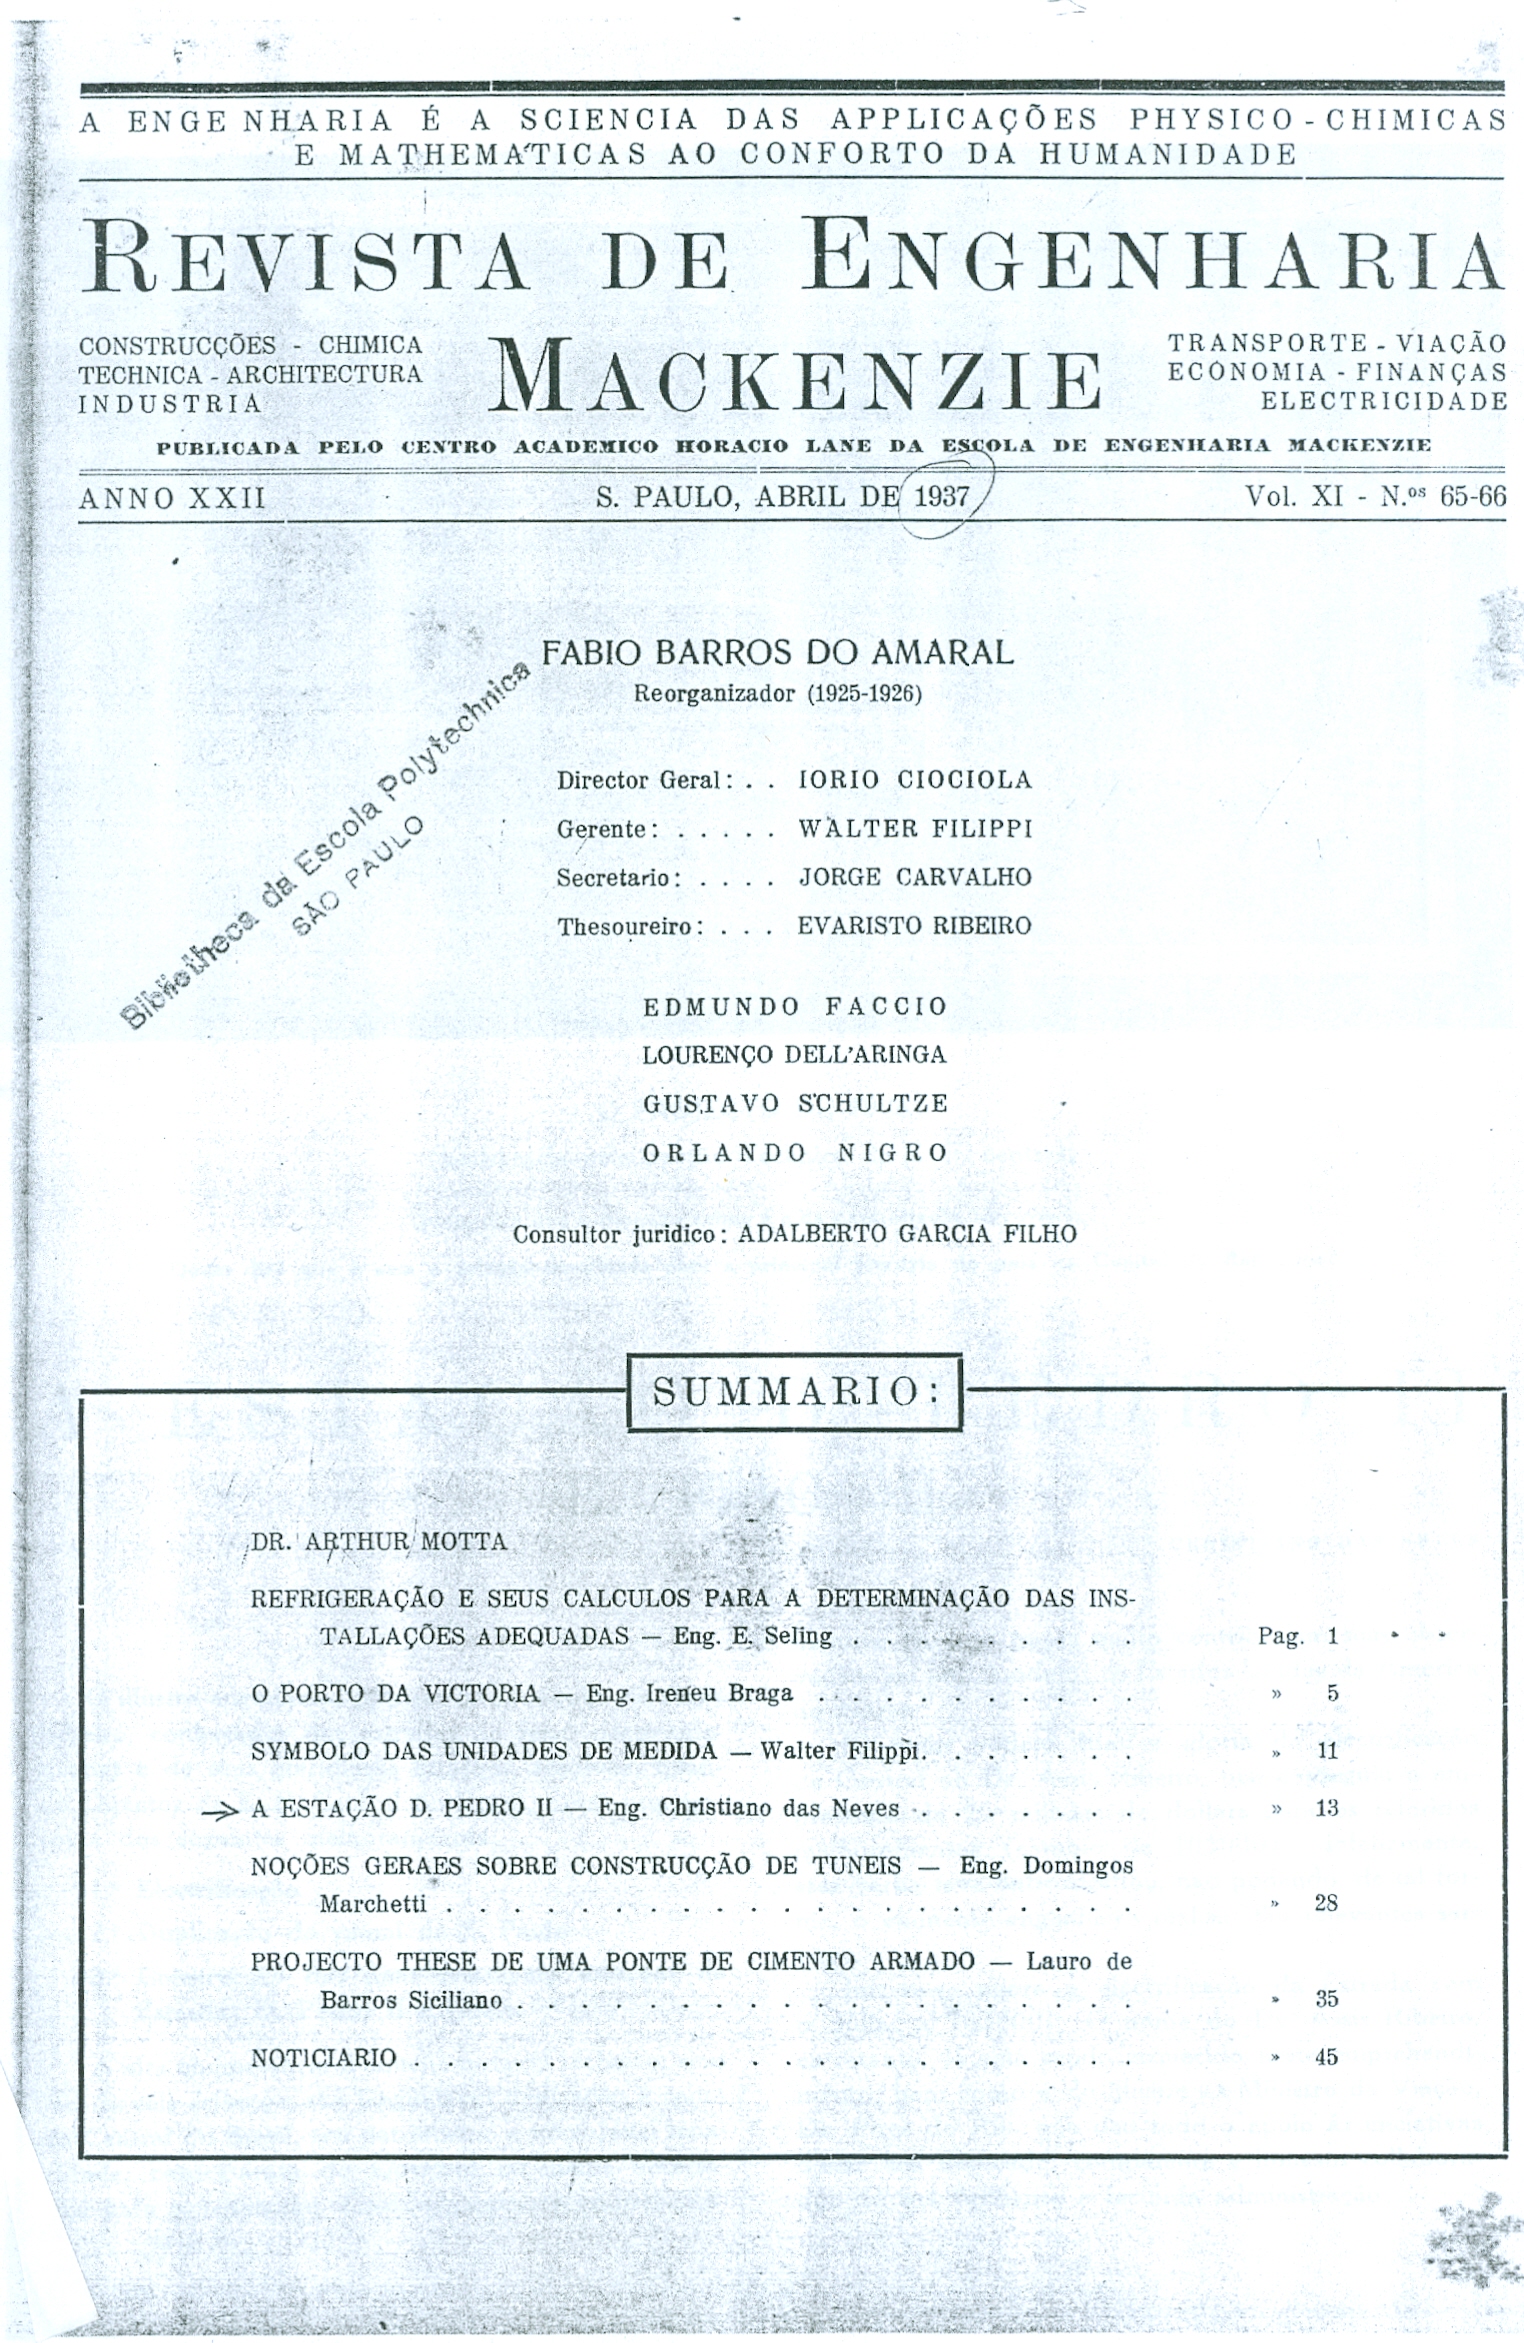 A ENGENHARIA É A SCIENCIA DAS APPLICAÇÕES PHYSICO-CHIMICAS
E MATHEMATICAS AO CONFORTO DA HUMANIDADE
REVISTA DE ENGENHARIA
MACKENZIE
CONSTRUCÇÕES - CHIMICA
TECHNICA - ARCHITECTURA
INDUSTRIA
TRANSPORTE - VIAÇÃO
ECONOMIA - FINANÇAS
ELECTRICIDADE
PUBLICADA PELO CENTRO ACADEMICO HORACIO LANE DA ESCOLA DE ENGENHARIA MACKENZIE
ANNO XXII S. PAULO, ABRIL DE 1937 Vol. XI - N.os 65-66
FABIO BARROS DO AMARAL
Reorganizador (1925-1926)
Bibliotheca da Escola Polytechnica
SÃO PAULO
Director Geral: . . IORIO CIOCIOLA
Gerente: . . . . . WALTER FILIPPI
Secretario: . . . . JORGE CARVALHO
Thesoureiro: . . . EVARISTO RIBEIRO
EDMUNDO FACCIO
LOURENÇO DELL'ARINGA
GUSTAVO SCHULTZE
ORLANDO NIGRO
Consultor juridico: ADALBERTO GARCIA FILHO
SUMMARIO:
DR. ARTHUR MOTTA
REFRIGERAÇÃO E SEUS CALCULOS PARA A DETERMINAÇÃO DAS INS-
TALLAÇÕES ADEQUADAS — Eng. E. Seling . . . . . . . . . Pag. 1
O PORTO DA VICTORIA — Eng. Ireneu Braga . . . . . . . . . . » 5
SYMBOLO DAS UNIDADES DE MEDIDA — Walter Filippi. . . . . . . » 11
A ESTAÇÃO D. PEDRO II — Eng. Christiano das Neves . . . . . . . » 13
NOÇÕES GERAES SOBRE CONSTRUCÇÃO DE TUNEIS — Eng. Domingos
Marchetti . . . . . . . . . . . . . . . . . . . . . » 28
PROJECTO THESE DE UMA PONTE DE CIMENTO ARMADO — Lauro de
Barros Siciliano . . . . . . . . . . . . . . . . . . . » 35
NOTICIARIO . . . . . . . . . . . . . . . . . . . . . . » 45